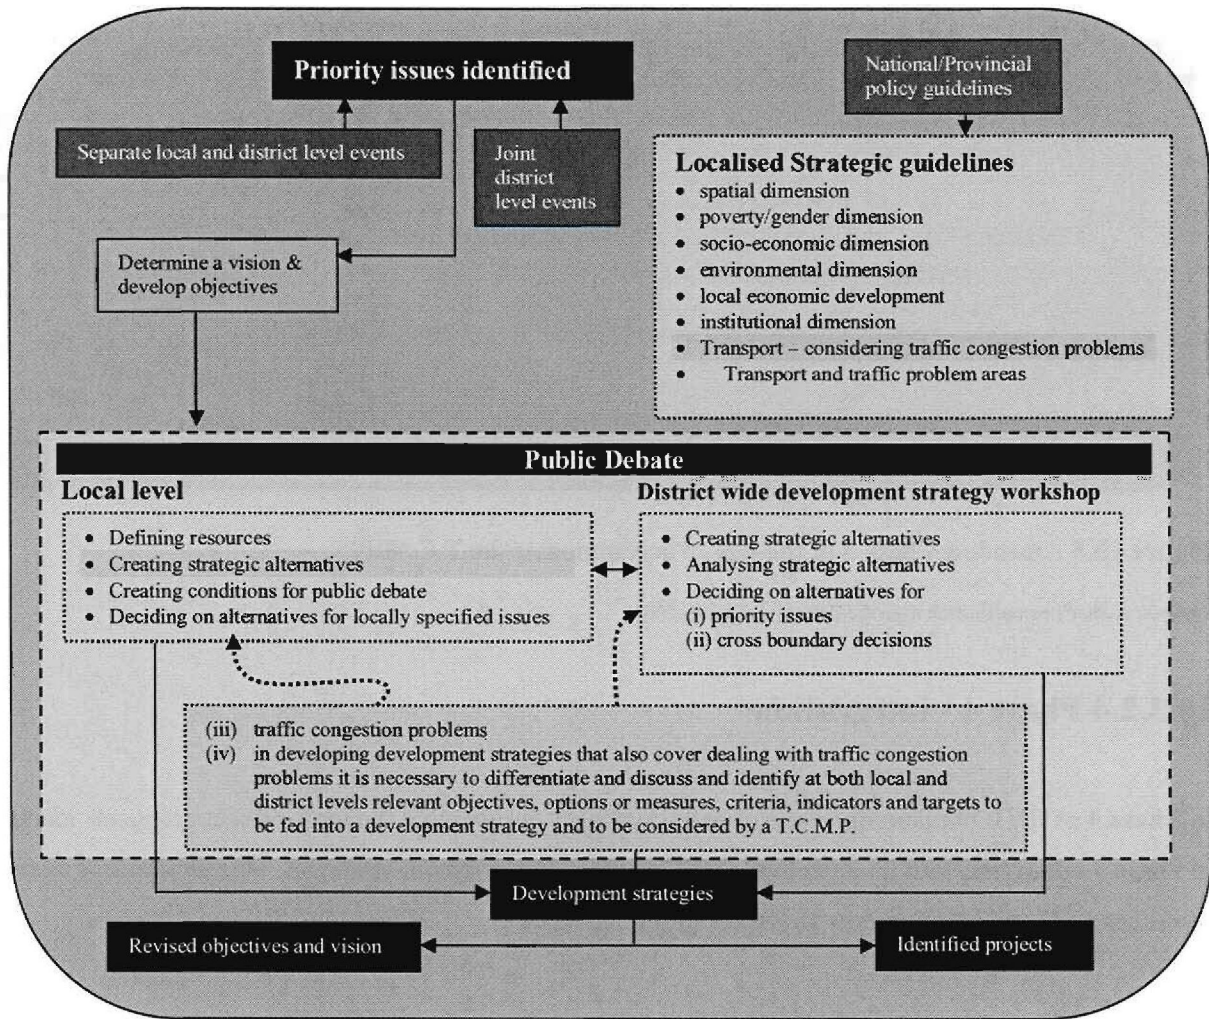 Priority issues identified
National/Provincial
policy guidelines
Separate local and district level events
Joint
district
level events
Localised Strategic guidelines
• spatial dimension
• poverty/gender dimension
• socio-economic dimension
• environmental dimension
• local economic development
• institutional dimension
• Transport – considering traffic congestion problems
• Transport and traffic problem areas
Determine a vision &
develop objectives
Public Debate
Local level
• Defining resources
• Creating strategic alternatives
• Creating conditions for public debate
• Deciding on alternatives for locally specified issues
District wide development strategy workshop
• Creating strategic alternatives
• Analysing strategic alternatives
• Deciding on alternatives for
(i) priority issues
(ii) cross boundary decisions
(iii) traffic congestion problems
(iv) in developing development strategies that also cover dealing with traffic congestion
problems it is necessary to differentiate and discuss and identify at both local and
district levels relevant objectives, options or measures, criteria, indicators and targets to
be fed into a development strategy and to be considered by a T.C.M.P.
Development strategies
Revised objectives and vision
Identified projects